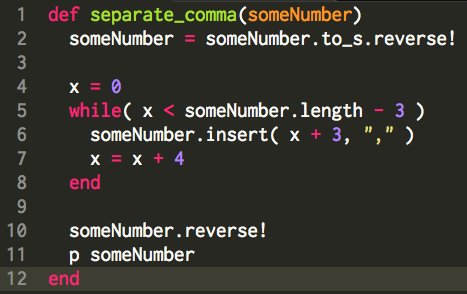 1 def separate_comma(someNumber)
2   someNumber = someNumber.to_s.reverse!
3
4   x = 0
5   while( x < someNumber.length - 3 )
6     someNumber.insert( x + 3, "," )
7     x = x + 4
8   end
9
10   someNumber.reverse!
11   p someNumber
12 end